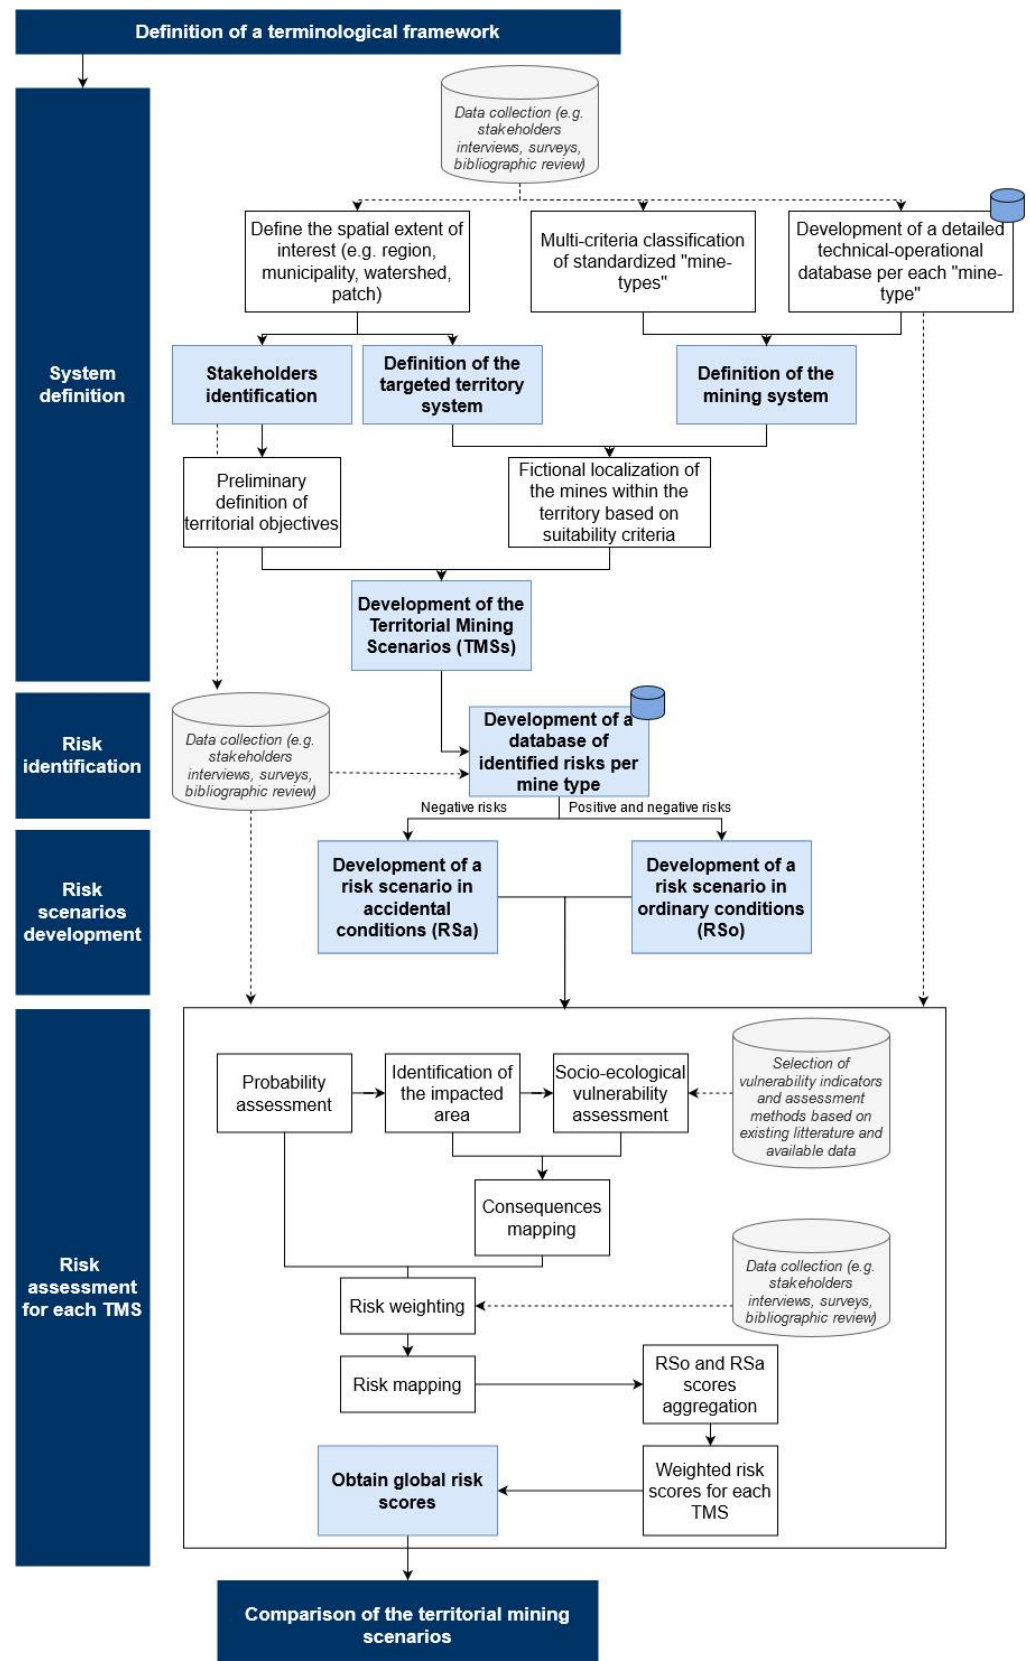 Definition of a terminological framework
Data collection (e.g.
stakeholders
interviews, surveys,
bibliographic review)
System
definition
Define the spatial extent of
interest (e.g. region,
municipality, watershed,
patch)
Multi-criteria classification
of standardized "mine-
types"
Development of a detailed
technical-operational
database per each "mine-
type"
Stakeholders
identification
Definition of the
targeted territory
system
Definition of the
mining system
Preliminary
definition of
territorial objectives
Fictional localization of
the mines within the
territory based on
suitability criteria
Development of the
Territorial Mining
Scenarios (TMSs)
Risk
identification
Data collection (e.g.
stakeholders
interviews, surveys,
bibliographic review)
Development of a
database of
identified risks per
mine type
Negative risks
Positive and negative risks
Risk
scenarios
development
Development of a
risk scenario in
accidental
conditions (RSa)
Development of a
risk scenario in
ordinary conditions
(RSo)
Risk
assessment
for each TMS
Probability
assessment
Identification of
the impacted
area
Socio-ecological
vulnerability
assessment
Selection of
vulnerability indicators
and assessment
methods based on
existing litterature and
available data
Consequences
mapping
Data collection (e.g.
stakeholders
interviews, surveys,
bibliographic review)
Risk weighting
Risk mapping
RSo and RSa
scores
aggregation
Weighted risk
scores for each
TMS
Obtain global risk
scores
Comparison of the territorial mining
scenarios